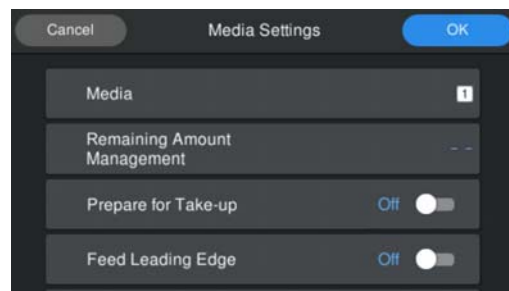 Cancel Media Settings OK
Media 1
Remaining Amount
Management - -
Prepare for Take-up Off
Feed Leading Edge Off